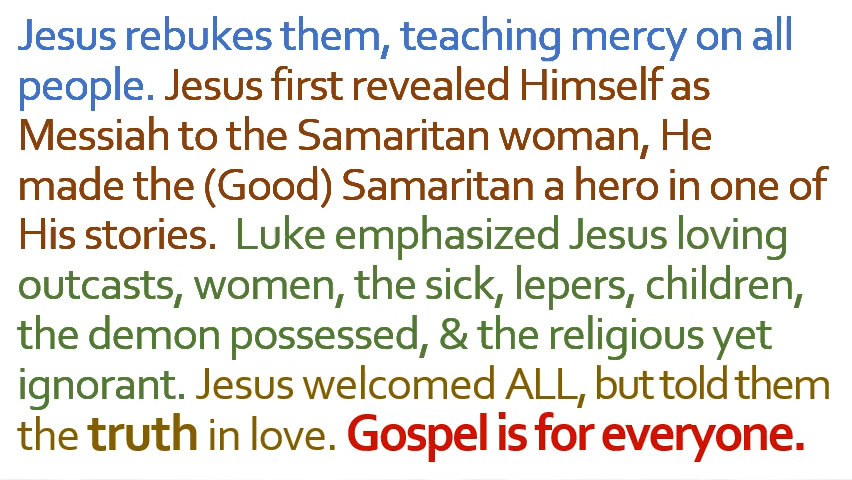 Jesus rebukes them, teaching mercy on all
people. Jesus first revealed Himself as
Messiah to the Samaritan woman, He
made the (Good) Samaritan a hero in one of
His stories.  Luke emphasized Jesus loving
outcasts, women, the sick, lepers, children,
the demon possessed, & the religious yet
ignorant. Jesus welcomed ALL, but told them
the truth in love. Gospel is for everyone.